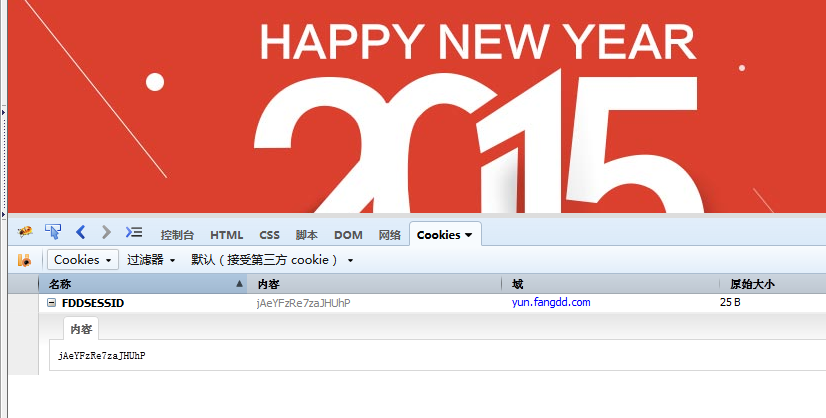 HAPPY NEW YEAR
2015
控制台 HTML CSS 脚本 DOM 网络 Cookies
Cookies 过滤器 默认（接受第三方 cookie）
名称 内容 域 原始大小
FDDSESSID jAeYFzRe7zaJHUhP yun.fangdd.com 25 B
内容
jAeYFzRe7zaJHUhP